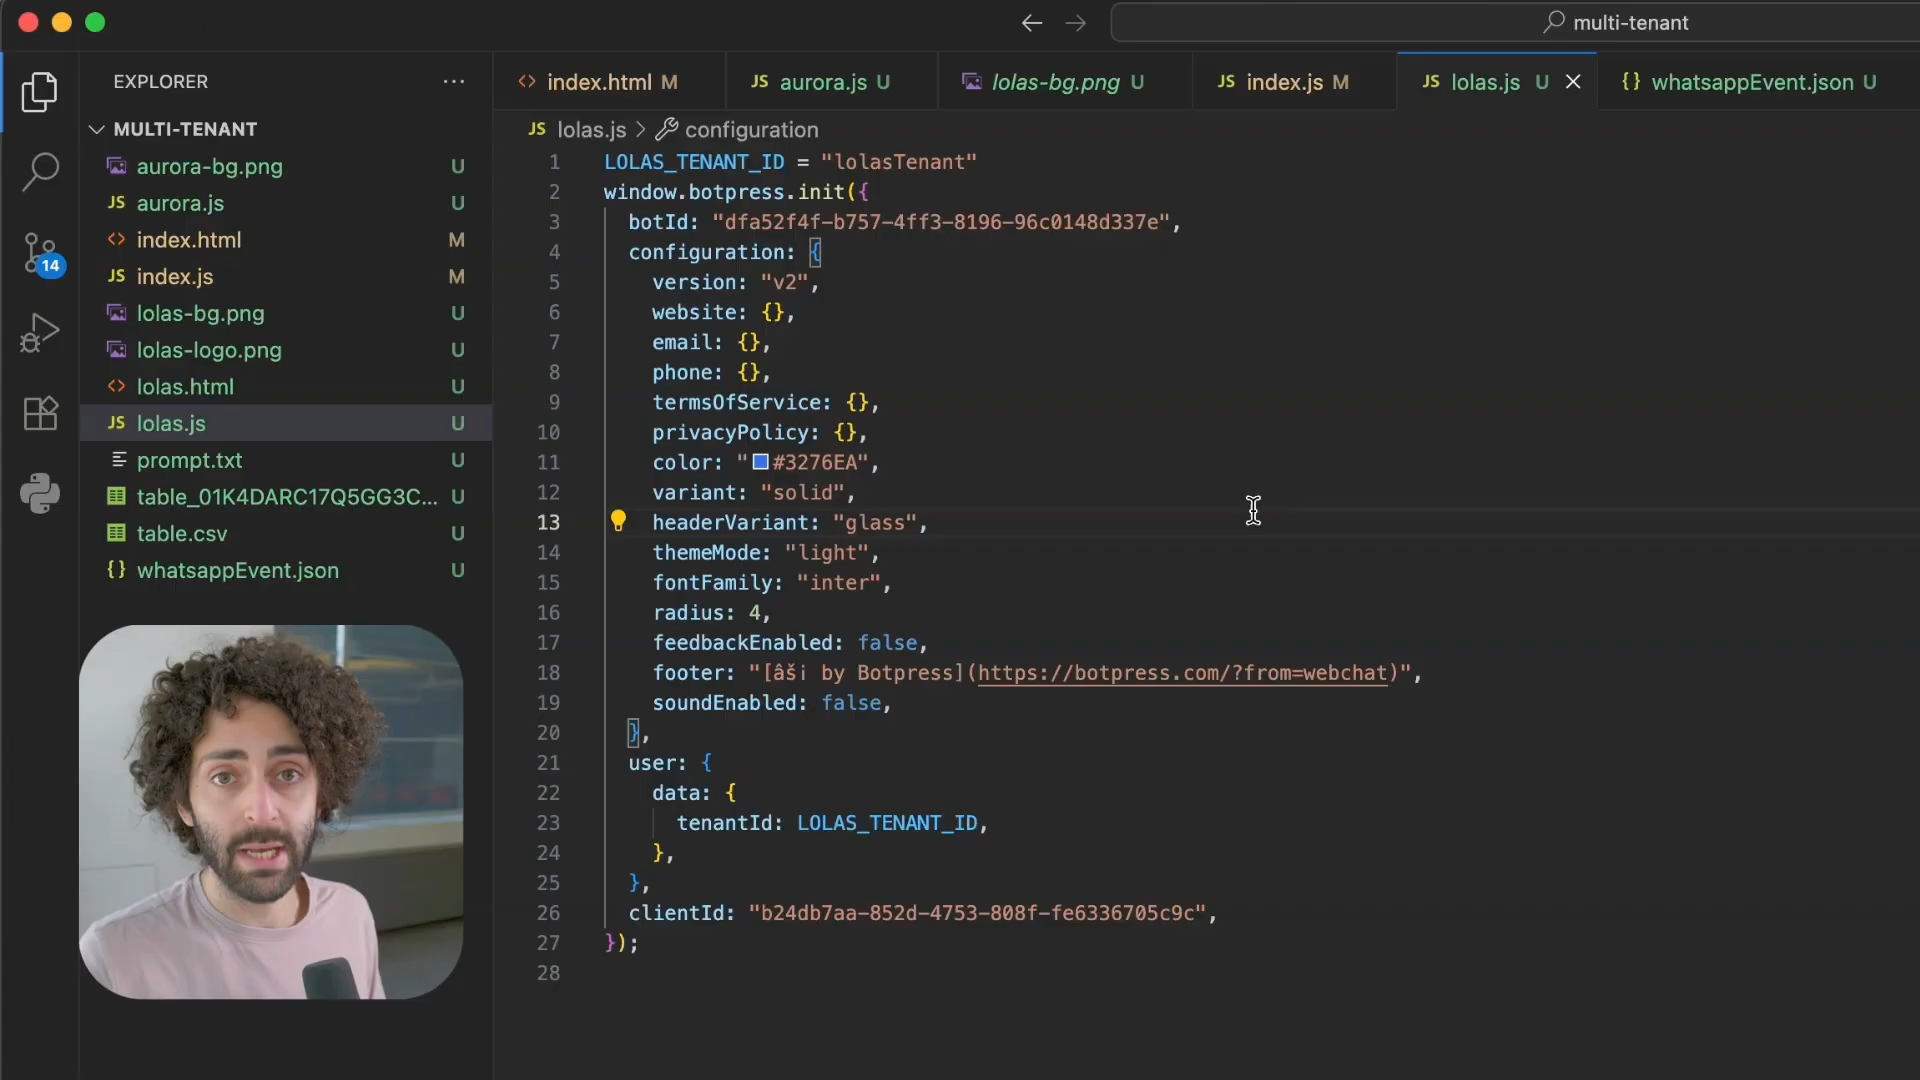 multi-tenant
EXPLORER
index.html M
aurora.js U
lolas-bg.png U
index.js M
lolas.js U
whatsappEvent.json U
MULTI-TENANT
aurora-bg.png U
aurora.js U
index.html M
index.js M
lolas-bg.png U
lolas-logo.png U
lolas.html U
lolas.js U
prompt.txt U
table_01K4DARC17Q5GG3C... U
table.csv U
whatsappEvent.json U
14
JS lolas.js > configuration
1 LOLAS_TENANT_ID = "lolasTenant"
2 window.botpress.init({
3 botId: "dfa52f4f-b757-4ff3-8196-96c0148d337e",
4 configuration: {
5 version: "v2",
6 website: {},
7 email: {},
8 phone: {},
9 termsOfService: {},
10 privacyPolicy: {},
11 color: "#3276EA",
12 variant: "solid",
13 headerVariant: "glass",
14 themeMode: "light",
15 fontFamily: "inter",
16 radius: 4,
17 feedbackEnabled: false,
18 footer: "[âši by Botpress](https://botpress.com/?from=webchat)",
19 soundEnabled: false,
20 },
21 user: {
22 data: {
23 tenantId: LOLAS_TENANT_ID,
24 },
25 },
26 clientId: "b24db7aa-852d-4753-808f-fe6336705c9c",
27 });
28